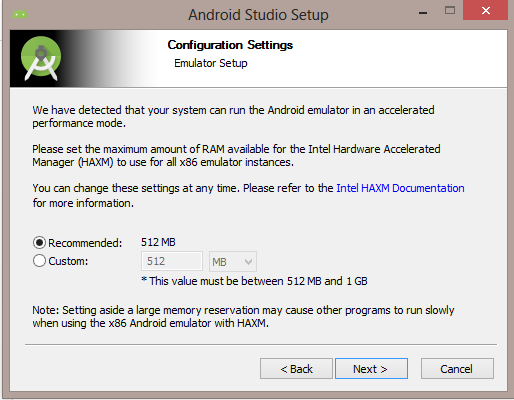 Android Studio Setup
Configuration Settings
Emulator Setup
We have detected that your system can run the Android emulator in an accelerated
performance mode.
Please set the maximum amount of RAM available for the Intel Hardware Accelerated
Manager (HAXM) to use for all x86 emulator instances.
You can change these settings at any time. Please refer to the Intel HAXM Documentation
for more information.
Recommended: 512 MB
Custom: 512 MB
* This value must be between 512 MB and 1 GB
Note: Setting aside a large memory reservation may cause other programs to run slowly
when using the x86 Android emulator with HAXM.
< Back Next > Cancel